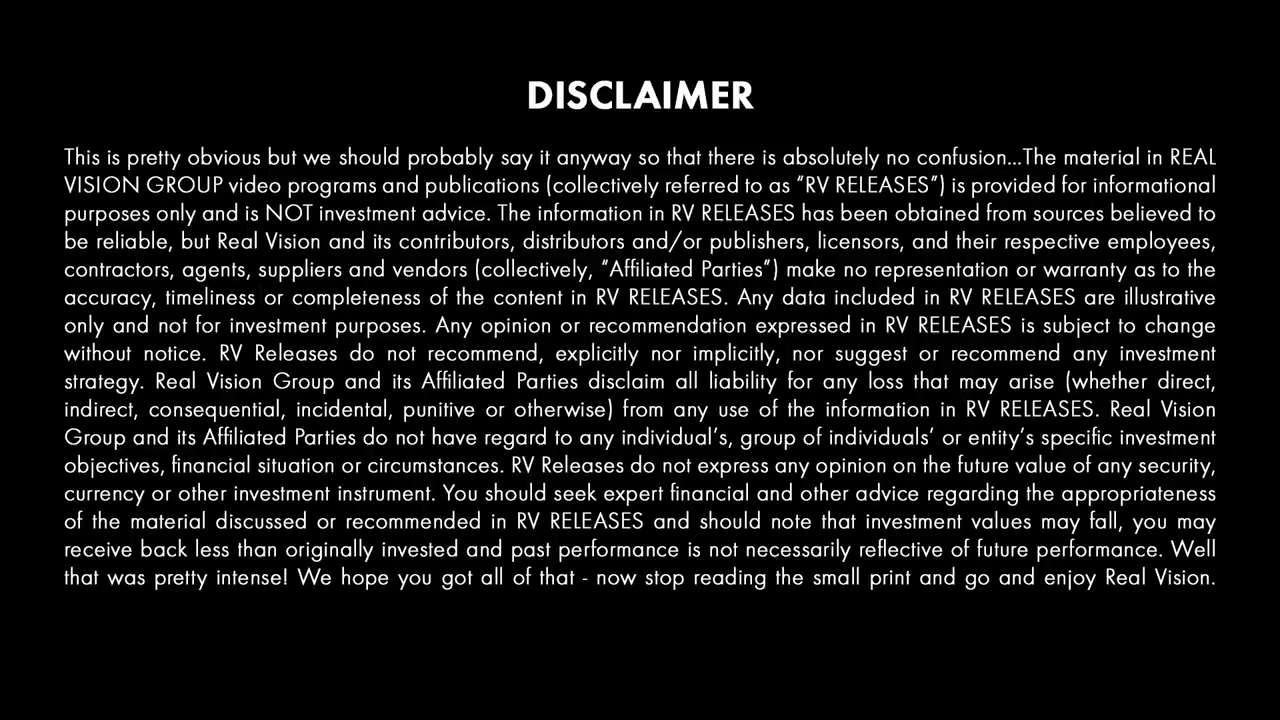 DISCLAIMER
This is pretty obvious but we should probably say it anyway so that there is absolutely no confusion...The material in REAL
VISION GROUP video programs and publications (collectively referred to as “RV RELEASES”) is provided for informational
purposes only and is NOT investment advice. The information in RV RELEASES has been obtained from sources believed to
be reliable, but Real Vision and its contributors, distributors and/or publishers, licensors, and their respective employees,
contractors, agents, suppliers and vendors (collectively, “Affiliated Parties”) make no representation or warranty as to the
accuracy, timeliness or completeness of the content in RV RELEASES. Any data included in RV RELEASES are illustrative
only and not for investment purposes. Any opinion or recommendation expressed in RV RELEASES is subject to change
without notice. RV Releases do not recommend, explicitly nor implicitly, nor suggest or recommend any investment
strategy. Real Vision Group and its Affiliated Parties disclaim all liability for any loss that may arise (whether direct,
indirect, consequential, incidental, punitive or otherwise) from any use of the information in RV RELEASES. Real Vision
Group and its Affiliated Parties do not have regard to any individual’s, group of individuals’ or entity’s specific investment
objectives, financial situation or circumstances. RV Releases do not express any opinion on the future value of any security,
currency or other investment instrument. You should seek expert financial and other advice regarding the appropriateness
of the material discussed or recommended in RV RELEASES and should note that investment values may fall, you may
receive back less than originally invested and past performance is not necessarily reflective of future performance. Well
that was pretty intense! We hope you got all of that - now stop reading the small print and go and enjoy Real Vision.